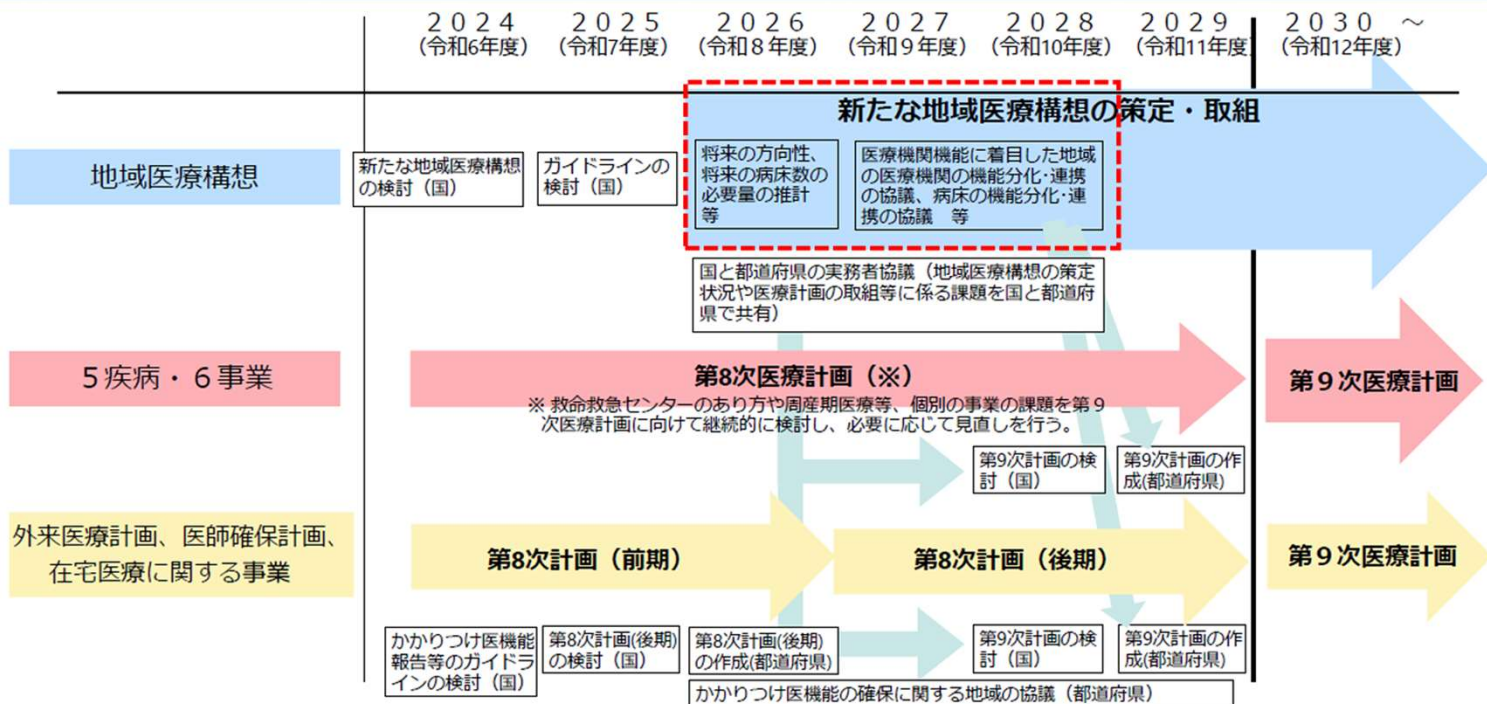 ２０２４
２０２５
２０２６
２０２７
２０２８
２０２９
２０３０　～
(令和6年度)
(令和7年度)
(令和８年度)
(令和９年度)
(令和10年度)
(令和11年度)
(令和12年度)
新たな地域医療構想の策定・取組
地域医療構想
新たな地域医療構想
の検討（国）
ガイドラインの
検討（国）
将来の方向性、
将来の病床数の
必要量の推計
等
医療機関機能に着目した地域
の医療機関の機能分化･連携
の協議、病床の機能分化･連
携の協議　等
国と都道府県の実務者協議（地域医療構想の策定
状況や医療計画の取組等に係る課題を国と都道府
県で共有）
５疾病・６事業
第8次医療計画（※）
※ 救命救急センターのあり方や周産期医療等、個別の事業の課題を第９
次医療計画に向けて継続的に検討し、必要に応じて見直しを行う。
第９次医療計画
第9次計画の検
討（国）
第9次計画の作
成(都道府県)
外来医療計画、医師確保計画、
在宅医療に関する事業
第8次計画（前期）
第8次計画（後期）
第９次医療計画
かかりつけ医機能
報告等のガイドラ
インの検討（国）
第8次計画(後期)
の検討（国）
第8次計画(後期)
の作成(都道府県)
第9次計画の検
討（国）
第9次計画の作
成(都道府県)
かかりつけ医機能の確保に関する地域の協議（都道府県）